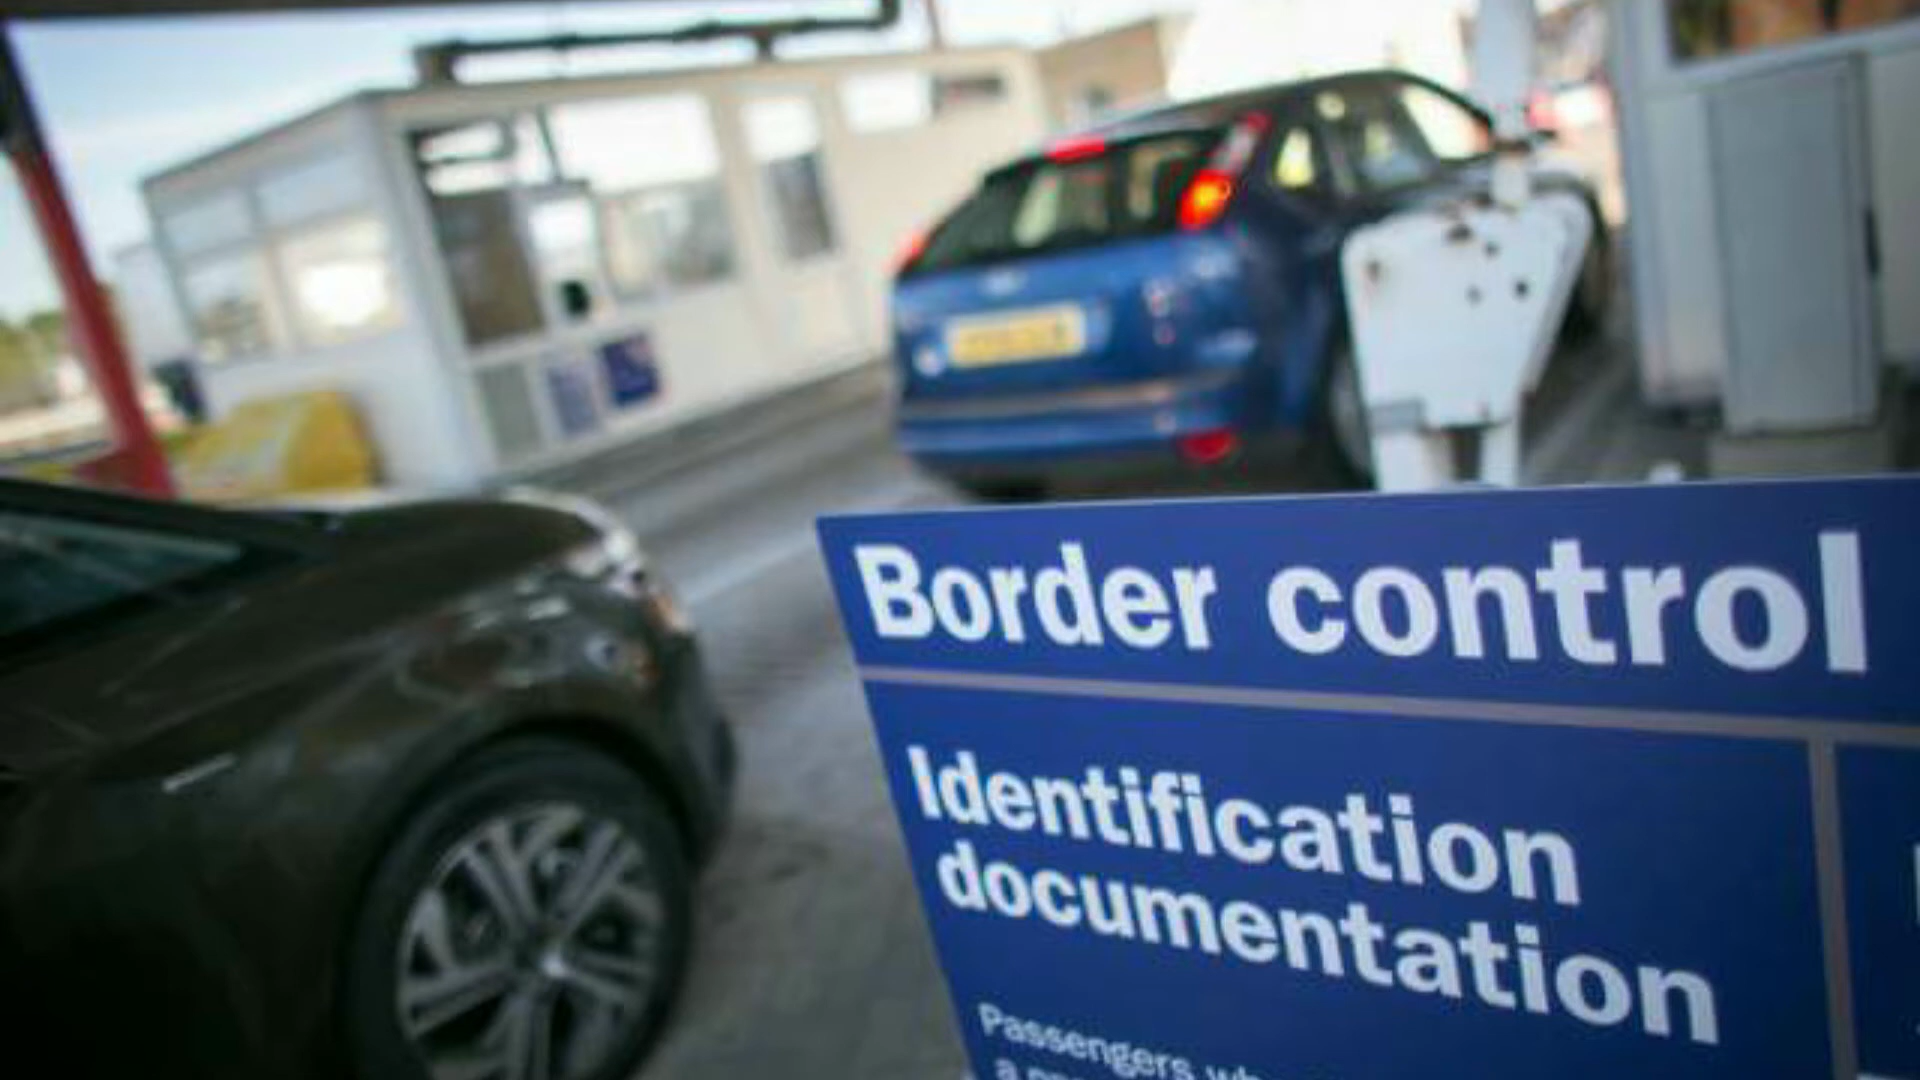 Border control
Identification
documentation
Passengers
a